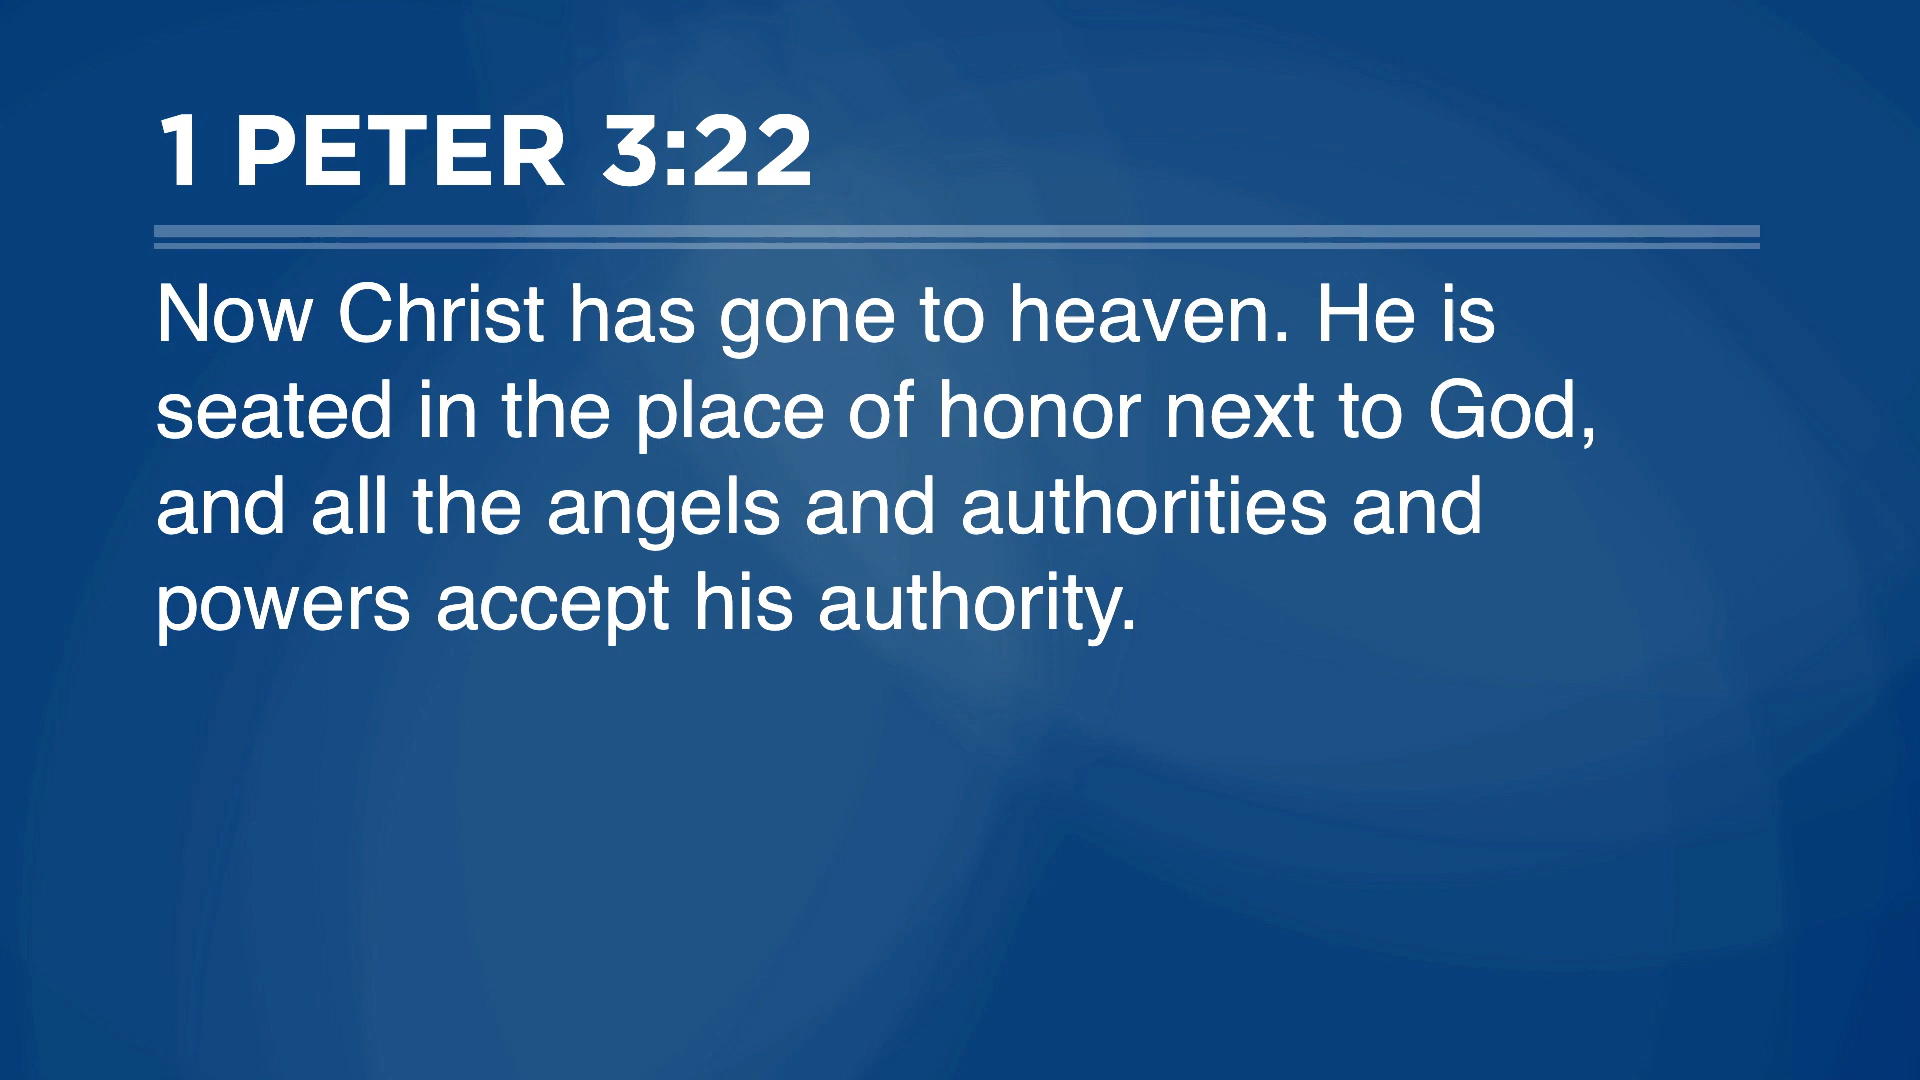 1 PETER 3:22
Now Christ has gone to heaven. He is
seated in the place of honor next to God,
and all the angels and authorities and
powers accept his authority.